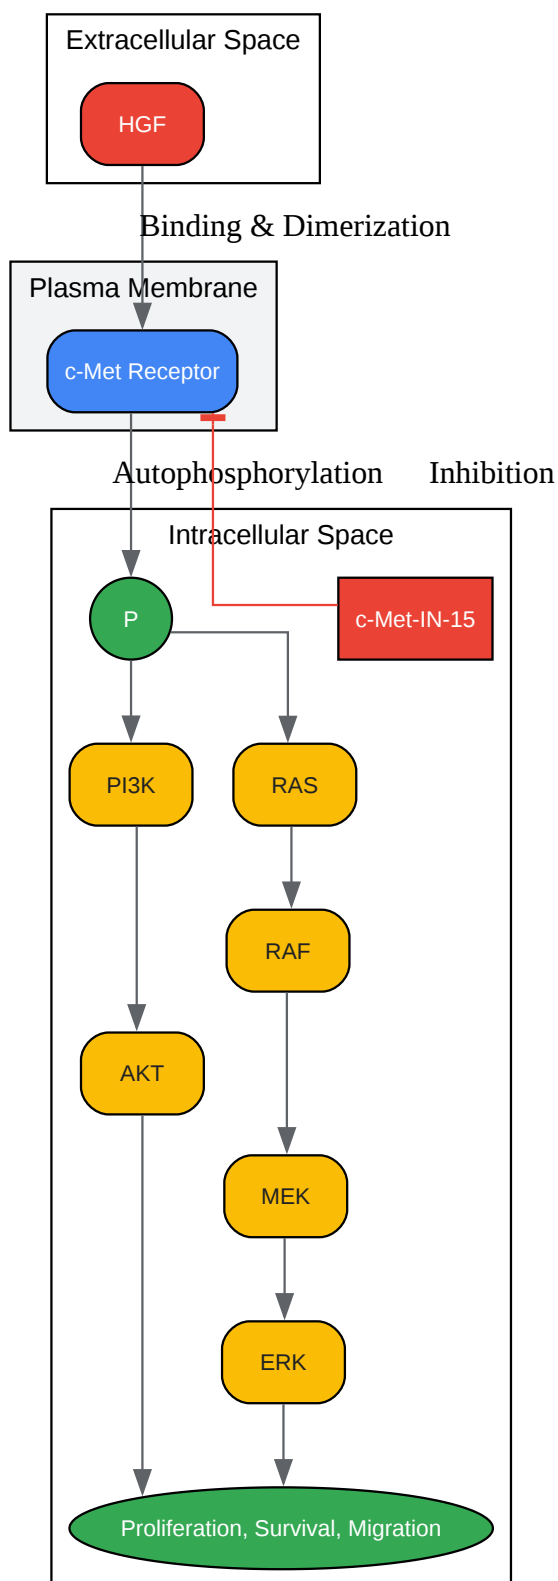 Extracellular Space
HGF
Binding & Dimerization
Plasma Membrane
c-Met Receptor
Autophosphorylation
Inhibition
Intracellular Space
P
c-Met-IN-15
PI3K
RAS
RAF
AKT
MEK
ERK
Proliferation, Survival, Migration